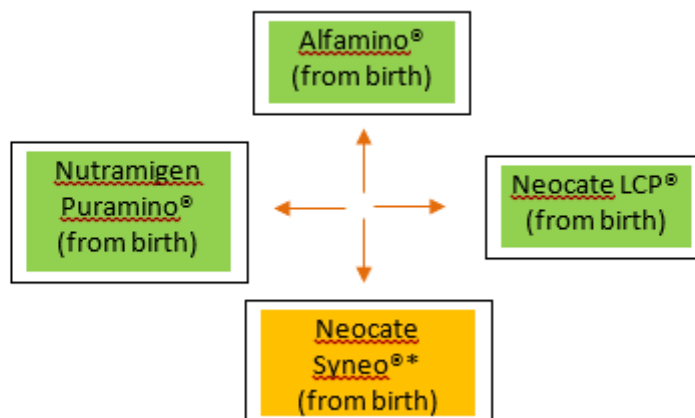 Alfamino®
(from birth)
Nutramigen
Puramino®
(from birth)
Neocate LCP®
(from birth)
Neocate
Syneo®*
(from birth)